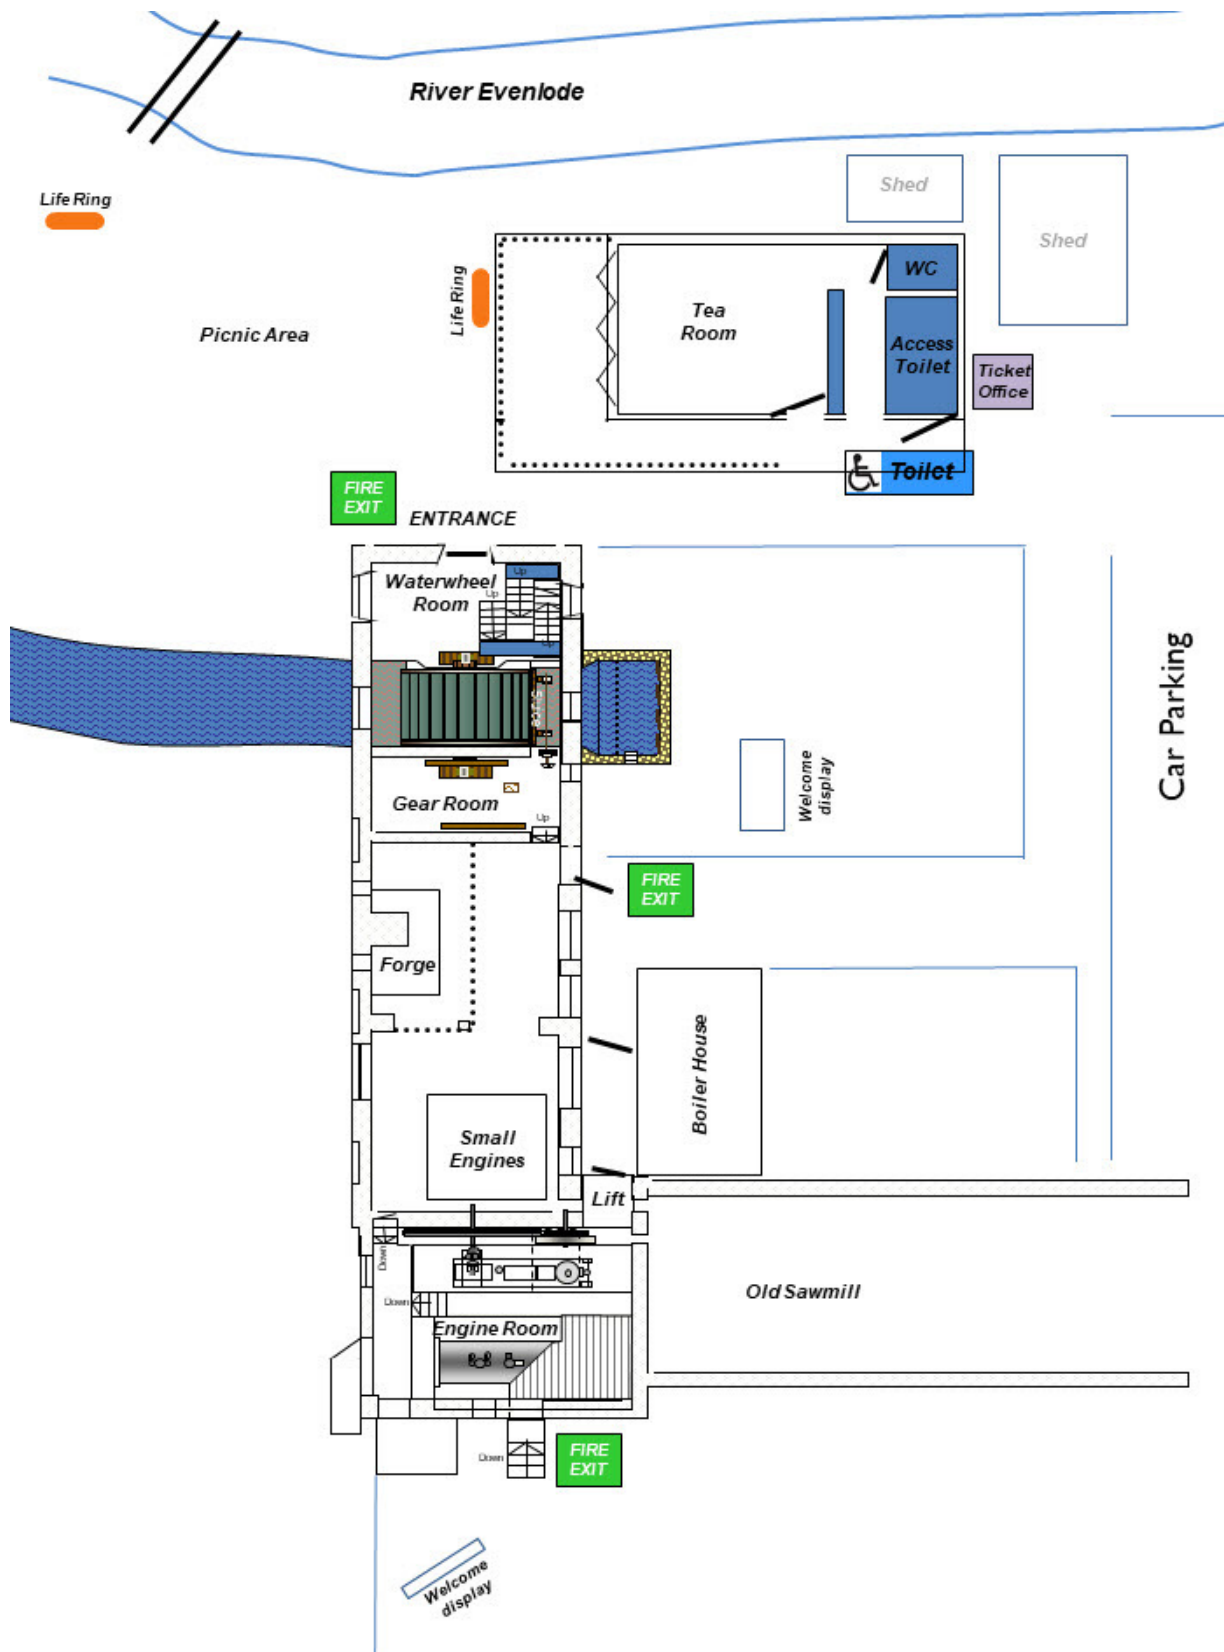 River Evenlode
Shed
Shed
Life Ring
Life Ring
WC
Tea
Room
Picnic Area
Access
Toilet
Ticket
Office
Toilet
FIRE
EXIT
ENTRANCE
Up
Waterwheel
Room
Up
Up
Car Parking
Sluice
Welcome
display
Gear Room
Up
FIRE
EXIT
Forge
Boiler House
Small
Engines
Lift
Down
Old Sawmill
Down
Engine Room
FIRE
EXIT
Down
Welcome
display